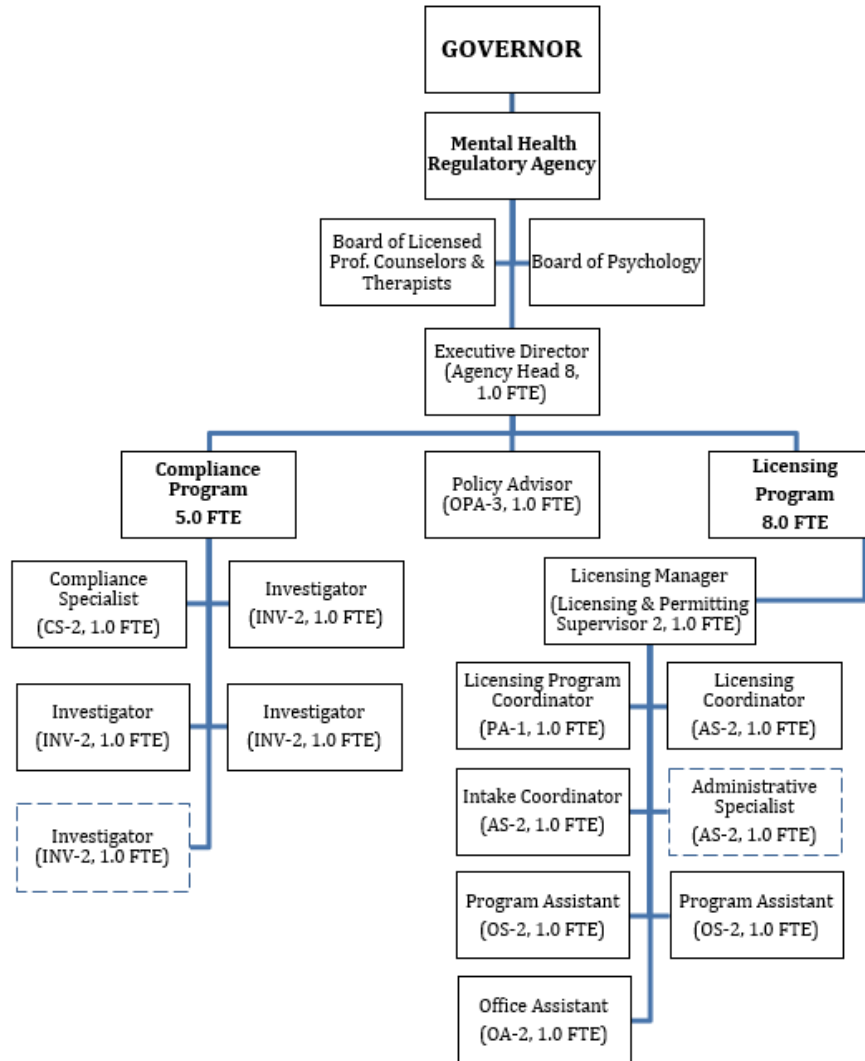 GOVERNOR
Mental Health
Regulatory Agency
Board of Licensed
Prof. Counselors &
Therapists
Board of Psychology
Executive Director
(Agency Head 8,
1.0 FTE)
Compliance
Program
5.0 FTE
Policy Advisor
(OPA-3, 1.0 FTE)
Licensing
Program
8.0 FTE
Compliance
Specialist
(CS-2, 1.0 FTE)
Investigator
(INV-2, 1.0 FTE)
Investigator
(INV-2, 1.0 FTE)
Investigator
(INV-2, 1.0 FTE)
Investigator
(INV-2, 1.0 FTE)
Licensing Manager
(Licensing & Permitting
Supervisor 2, 1.0 FTE)
Licensing Program
Coordinator
(PA-1, 1.0 FTE)
Licensing
Coordinator
(AS-2, 1.0 FTE)
Intake Coordinator
(AS-2, 1.0 FTE)
Administrative
Specialist
(AS-2, 1.0 FTE)
Program Assistant
(OS-2, 1.0 FTE)
Program Assistant
(OS-2, 1.0 FTE)
Office Assistant
(OA-2, 1.0 FTE)